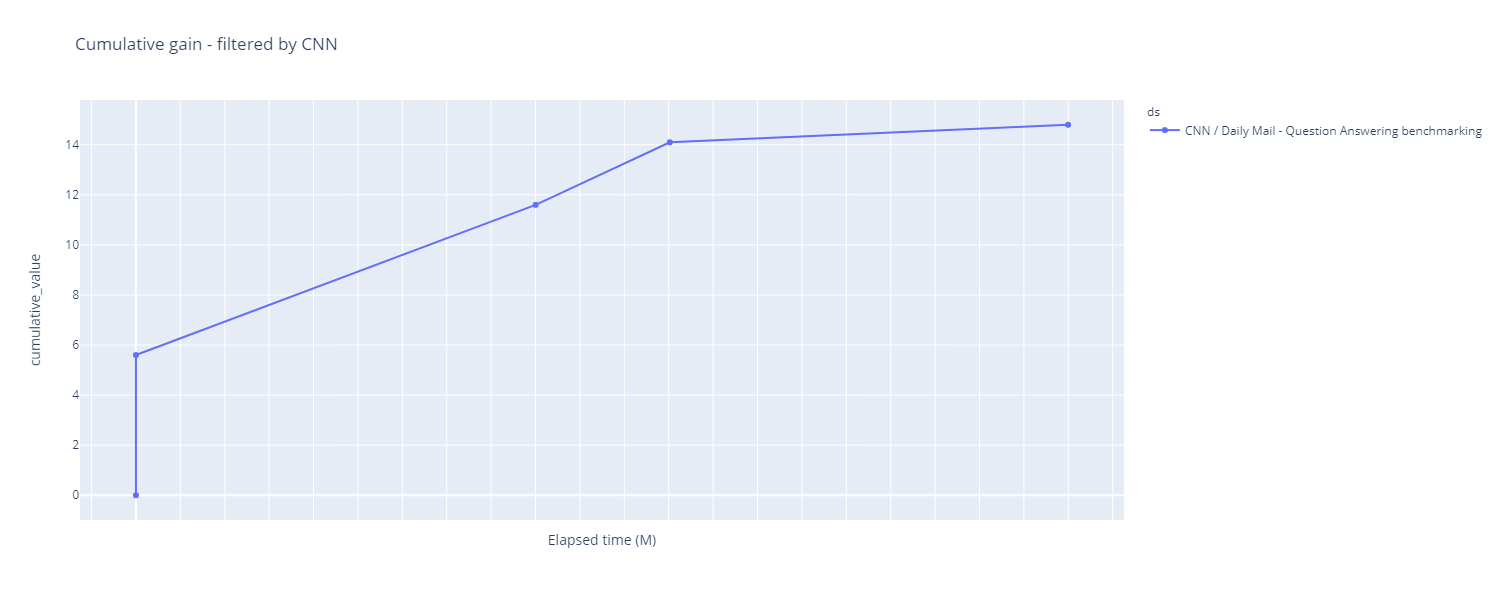 Cumulative gain - filtered by CNN
ds
CNN / Daily Mail - Question Answering benchmarking
14
12
10
8
6
4
2
0
cumulative_value
Elapsed time (M)